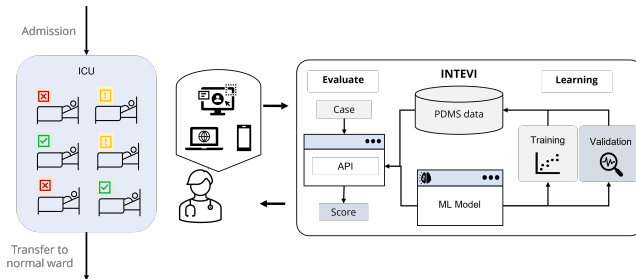 Admission
ICU
Transfer to
normal ward
INTEVI
Evaluate
Learning
Case
API
Score
PDMS data
ML Model
Training
Validation